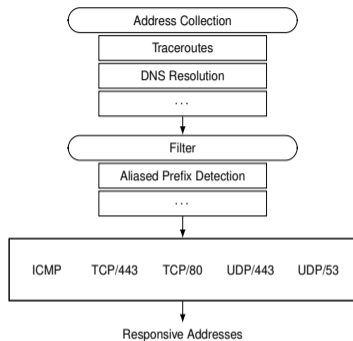 Address Collection
Traceroutes
DNS Resolution
. . .
Filter
Aliased Prefix Detection
. . .
ICMP TCP/443 TCP/80 UDP/443 UDP/53
Responsive Addresses